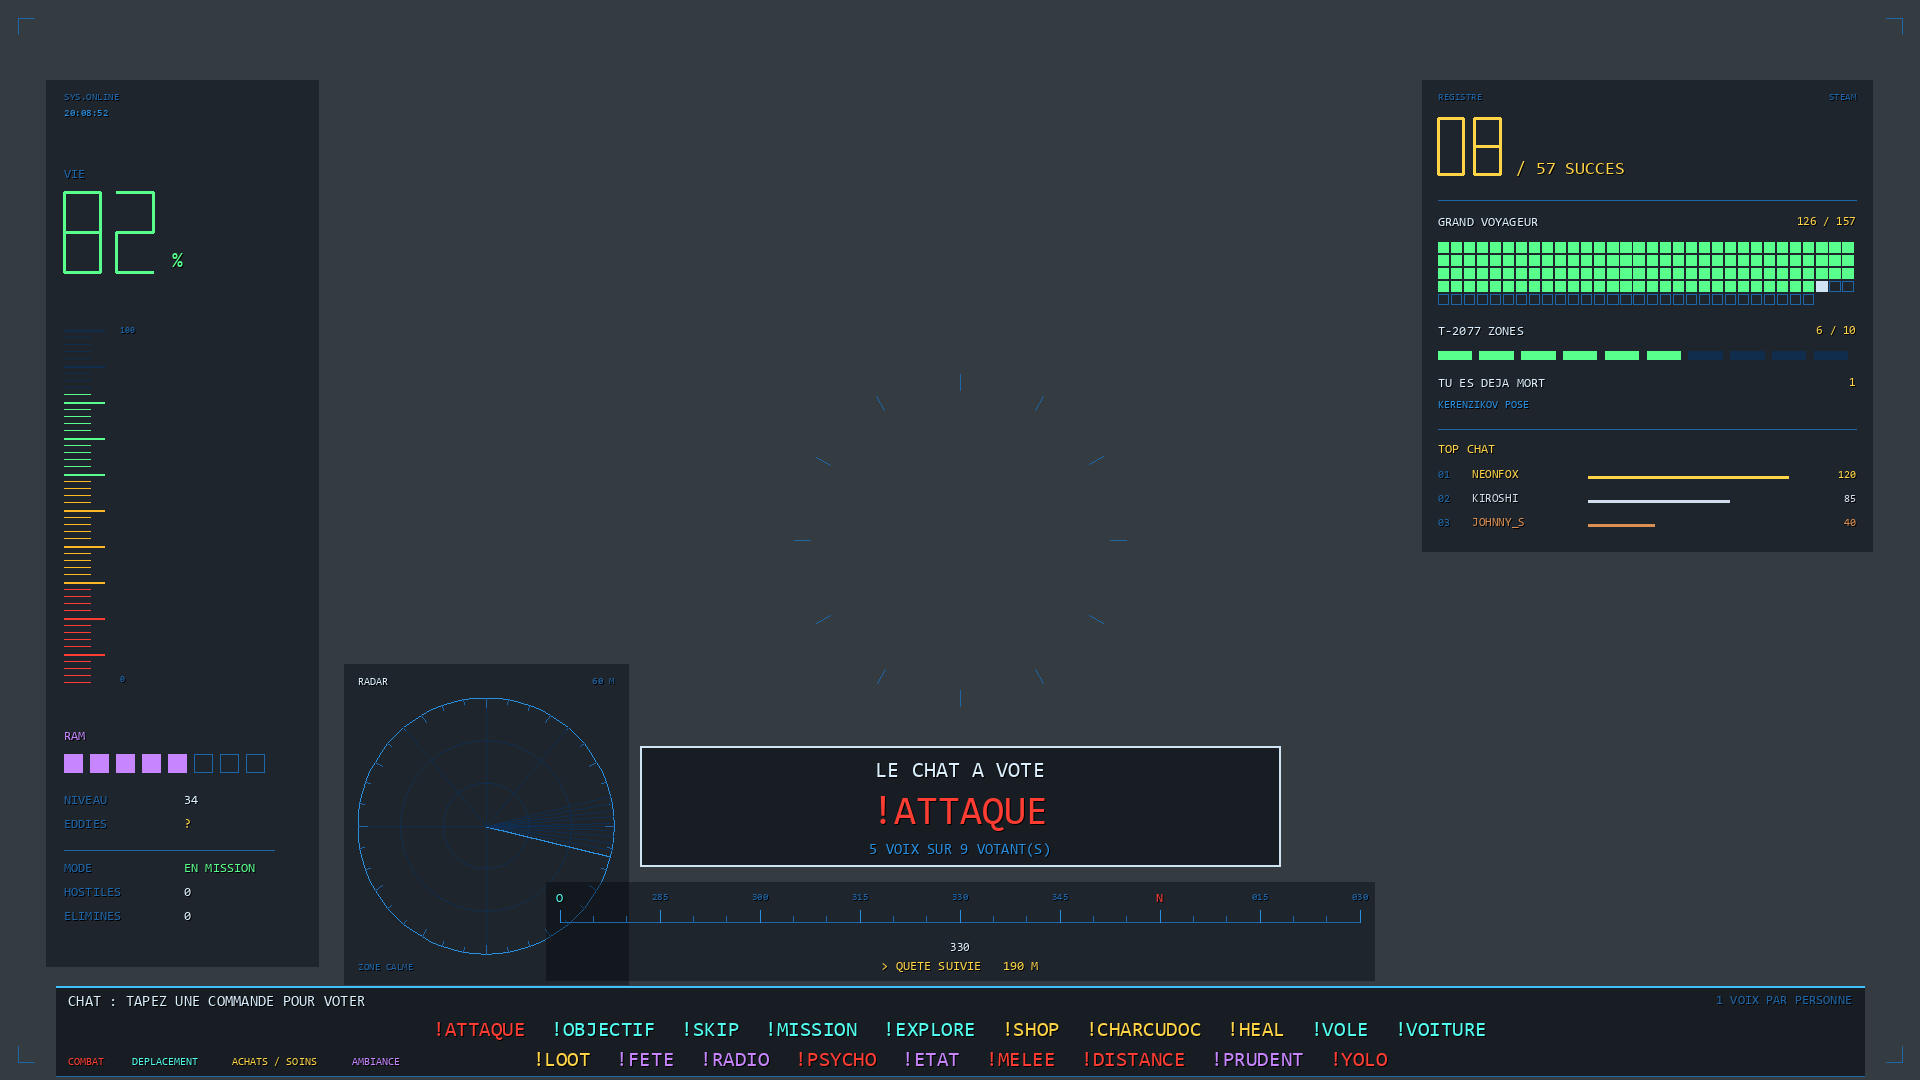 SYS.ONLINE
20:08:52
VIE
82 %
100
0
RAM
NIVEAU 34
EDDIES ?
MODE EN MISSION
HOSTILES 0
ELIMINES 0
REGISTRE STEAM
08 / 57 SUCCES
GRAND VOYAGEUR 126 / 157
T-2077 ZONES 6 / 10
TU ES DEJA MORT 1
KERENZIKOV POSE
TOP CHAT
01 NEONFOX 120
02 KIROSHI 85
03 JOHNNY_S 40
RADAR 60 M
ZONE CALME
LE CHAT A VOTE
!ATTAQUE
5 VOIX SUR 9 VOTANT(S)
O 285 300 315 330 345 N 015 030
330
> QUETE SUIVIE 190 M
CHAT : TAPEZ UNE COMMANDE POUR VOTER 1 VOIX PAR PERSONNE
!ATTAQUE !OBJECTIF !SKIP !MISSION !EXPLORE !SHOP !CHARCUDOC !HEAL !VOLE !VOITURE
COMBAT DEPLACEMENT ACHATS / SOINS AMBIANCE !LOOT !FETE !RADIO !PSYCHO !ETAT !MELEE !DISTANCE !PRUDENT !YOLO